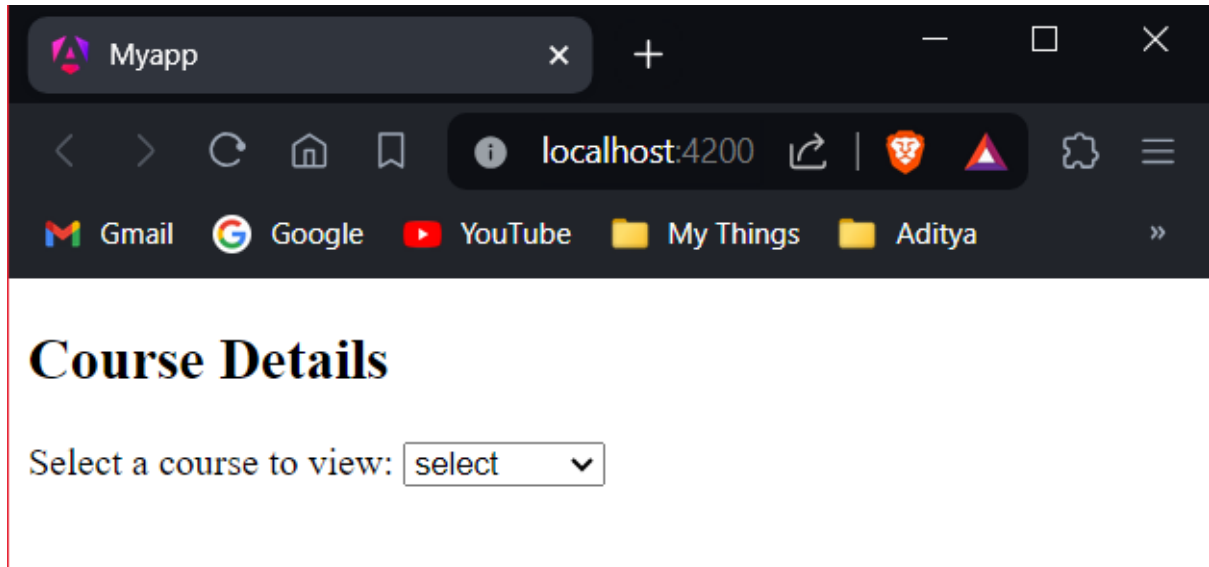 Myapp
localhost:4200
Gmail Google YouTube My Things Aditya
Course Details
Select a course to view: select